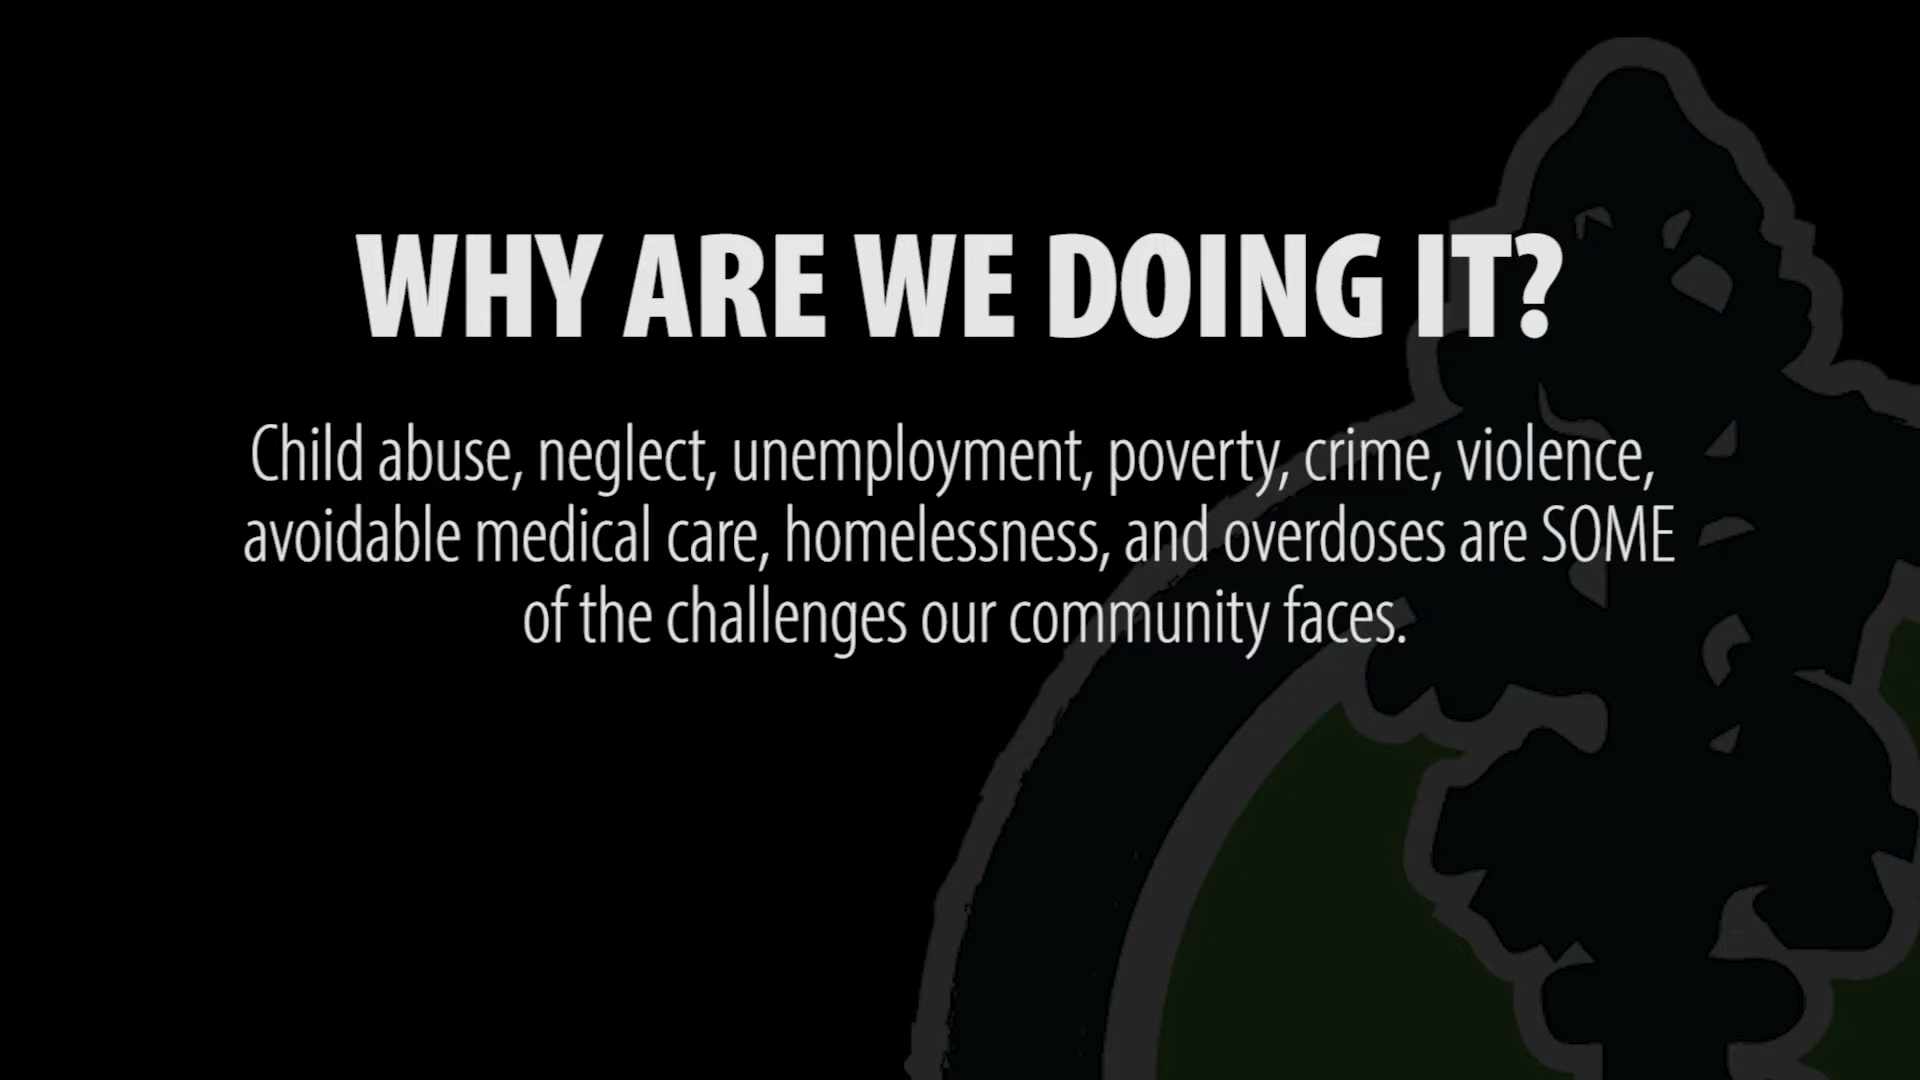 WHY ARE WE DOING IT?
Child abuse, neglect, unemployment, poverty, crime, violence,
avoidable medical care, homelessness, and overdoses are SOME
of the challenges our community faces.